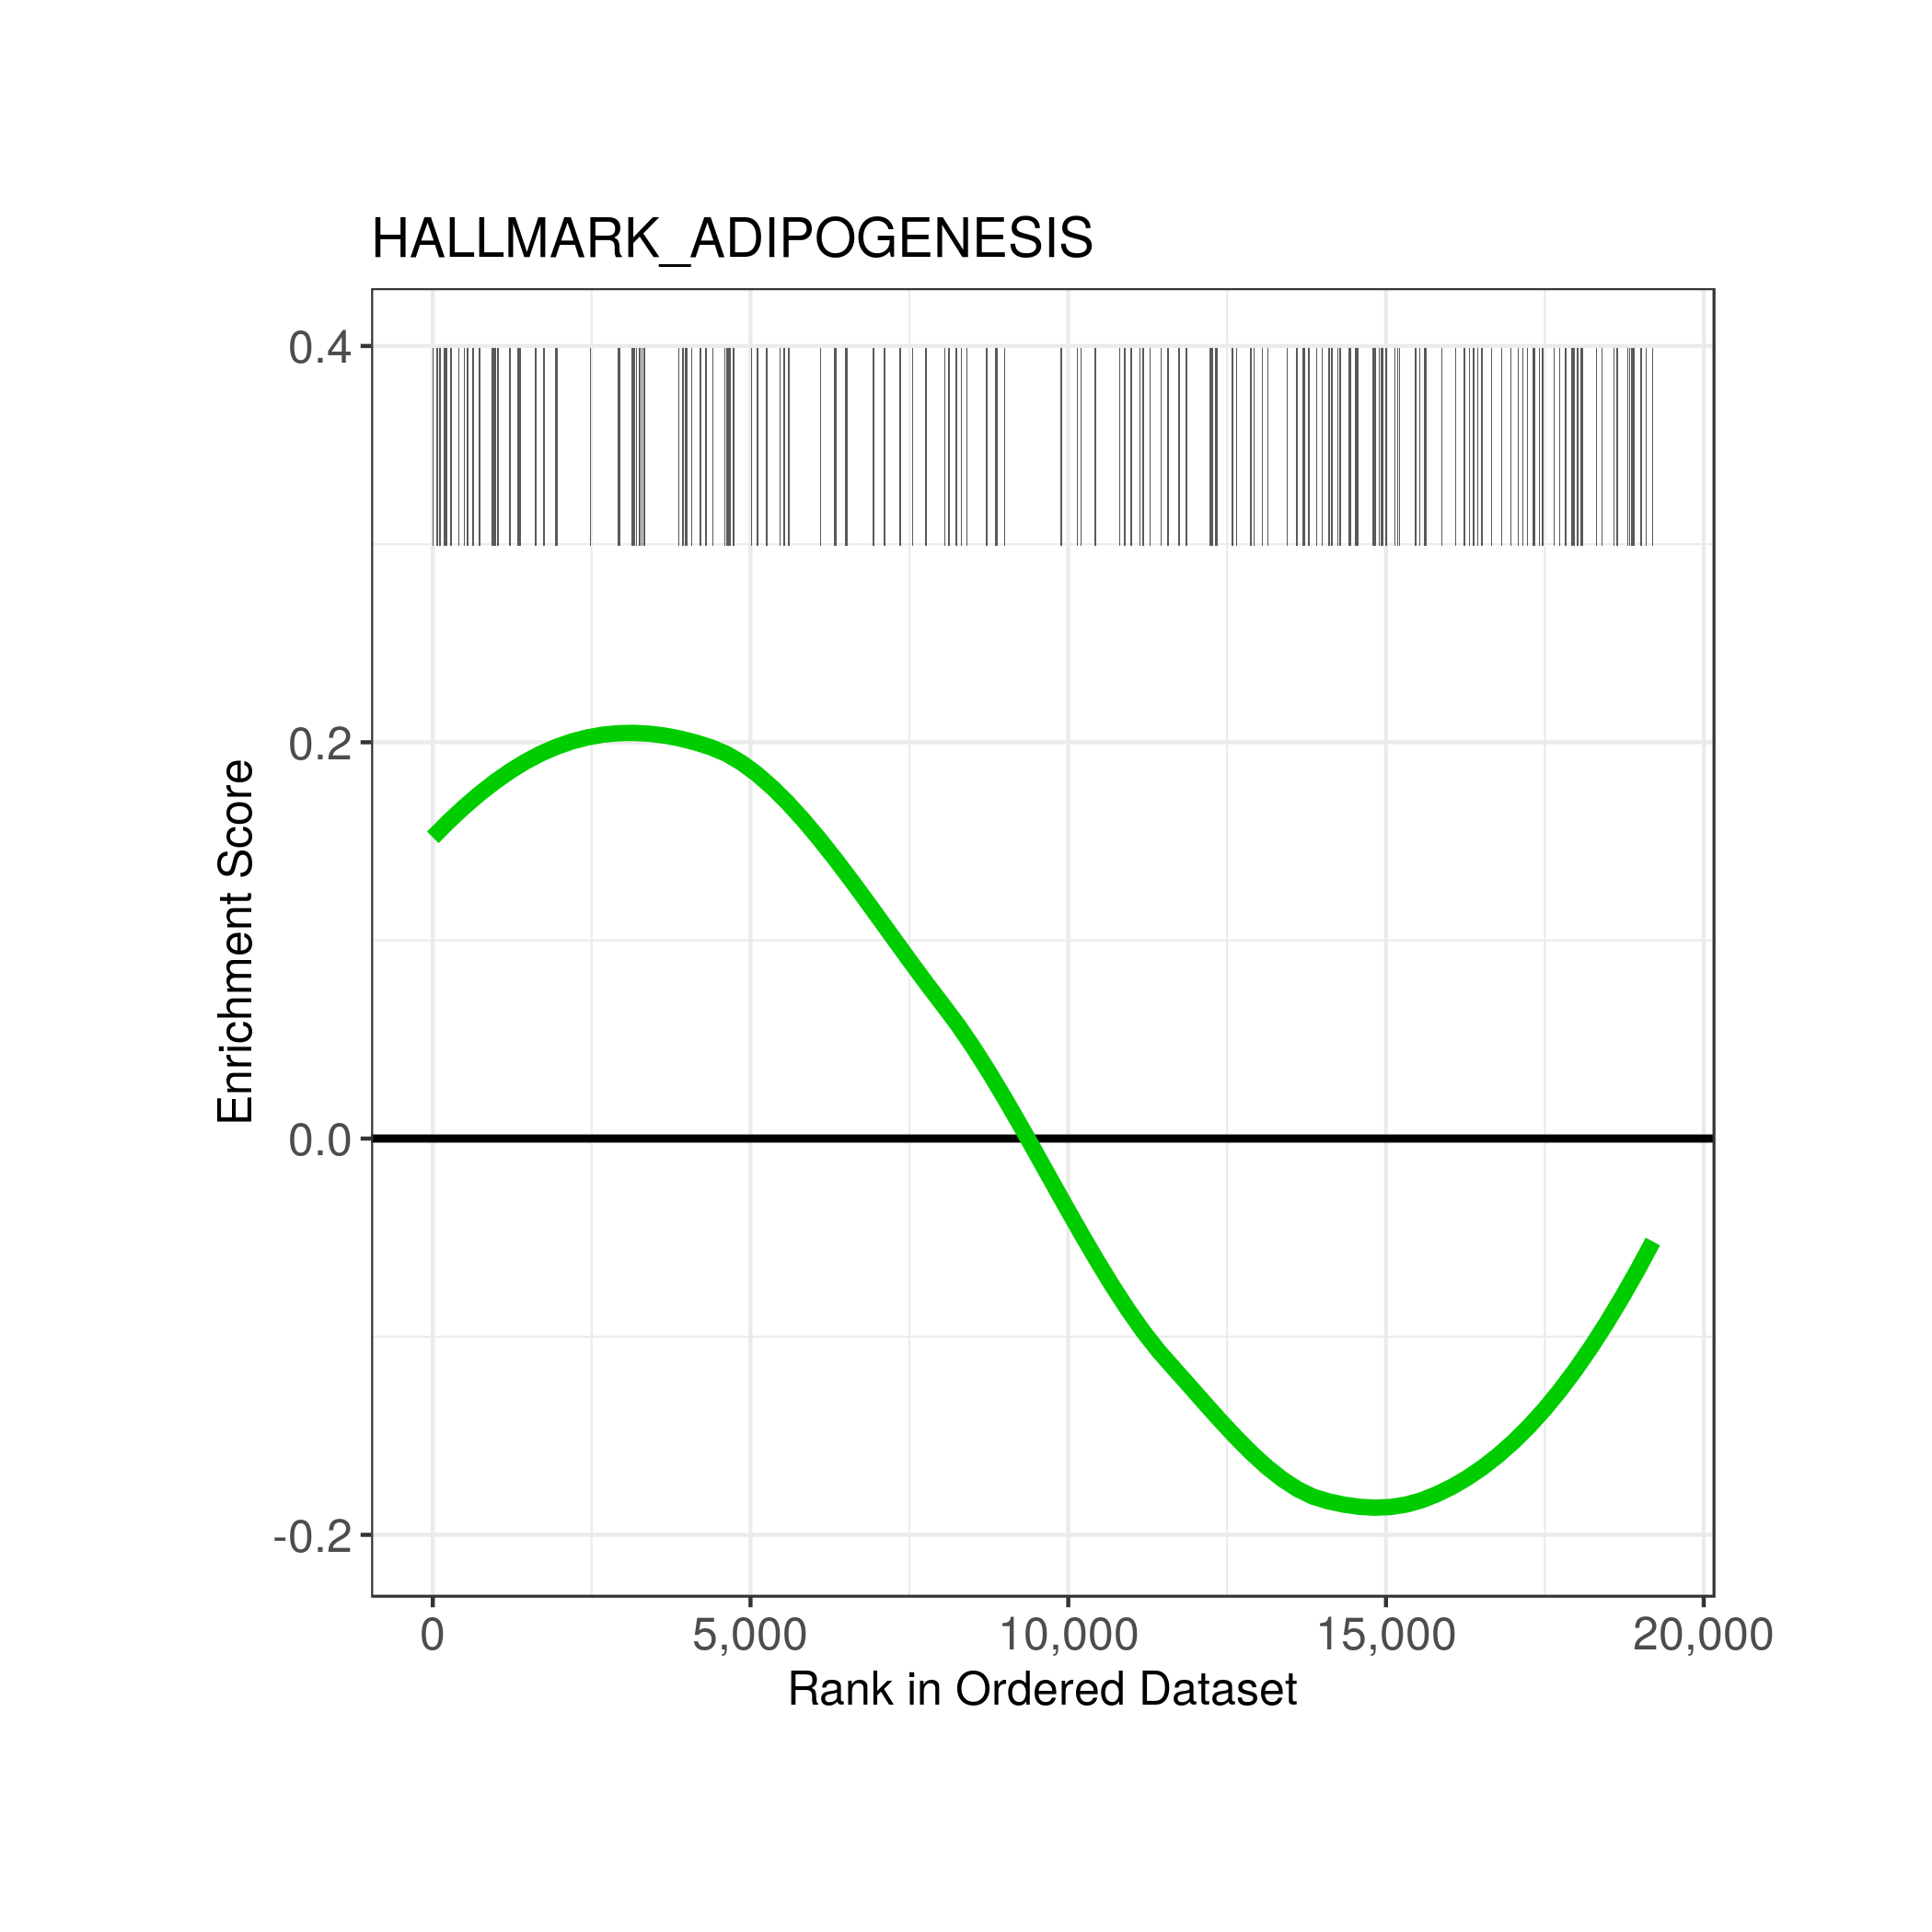 HALLMARK_ADIPOGENESIS
0.4
0.2
0.0
-0.2
Enrichment Score
0 5,000 10,000 15,000 20,000
Rank in Ordered Dataset